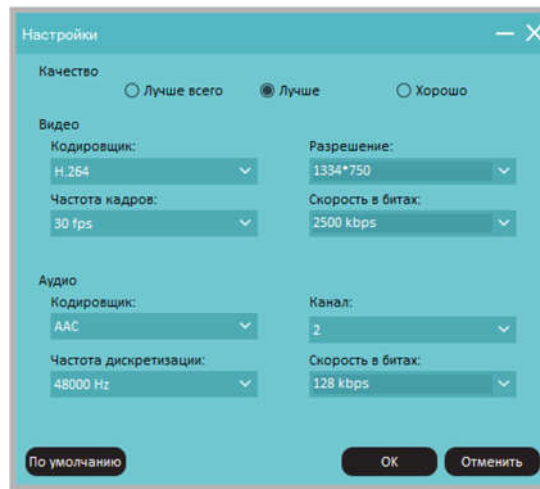 Настройки
Качество
Лучше всего Лучше Хорошо
Видео
Кодировщик: Разрешение:
H.264 1334*750
Частота кадров: Скорость в битах:
30 fps 2500 kbps
Аудио
Кодировщик: Канал:
AAC 2
Частота дискретизации: Скорость в битах:
48000 Hz 128 kbps
По умолчанию OK Отменить